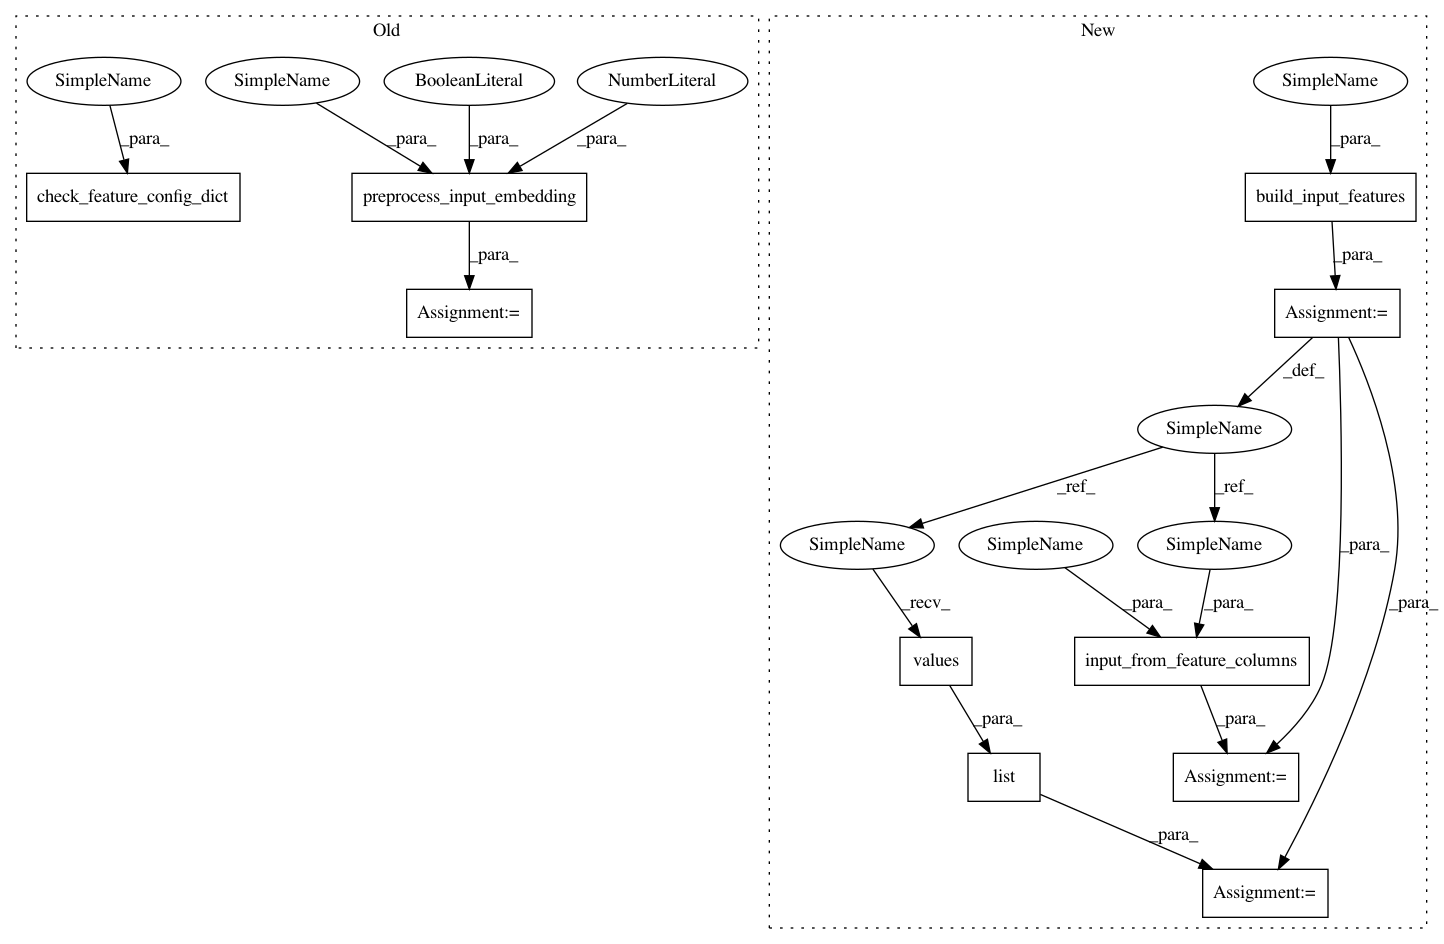 Old
New
SimpleName
SimpleName
BooleanLiteral
NumberLiteral
SimpleName
_para_
_para_
_para_
_para_
_para_
check_feature_config_dict
preprocess_input_embedding
build_input_features
_para_
_para_
Assignment:=
Assignment:=
_def_
SimpleName
_ref_
_ref_
SimpleName
SimpleName
SimpleName
_para_
_recv_
_para_
_para_
_para_
values
input_from_feature_columns
_para_
_para_
list
Assignment:=
_para_
Assignment:=